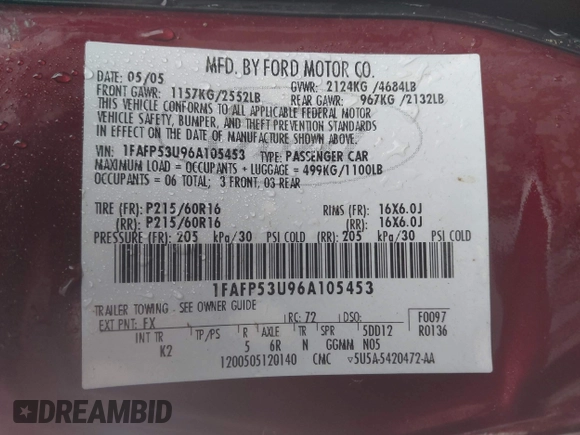 MFD. BY FORD MOTOR CO.
DATE: 05/05 GVWR: 2124KG /4684LB
FRONT GAWR: 1157KG/2552LB REAR GAWR: 967KG /2132LB
THIS VEHICLE CONFORMS TO ALL APPLICABLE FEDERAL MOTOR
VEHICLE SAFETY, BUMPER, AND THEFT PREVENTION STANDARDS
IN EFFECT ON THE DATE OF MANUFACTURE SHOWN ABOVE.
VIN: 1FAFP53U96A105453 TYPE: PASSENGER CAR
MAXIMUM LOAD = OCCUPANTS + LUGGAGE = 499KG/1100LB
OCCUPANTS = 06 TOTAL; 3 FRONT, 03 REAR
TIRE (FR): P215/60R16 RIMS (FR): 16X6.0J
(RR): P215/60R16 (RR): 16X6.0J
PRESSURE (FR): 205 kPa/30 PSI COLD (RR): 205 kPa/30 PSI COLD
1FAFP53U96A105453
TRAILER TOWING - SEE OWNER GUIDE
EXT PNT: FX RC: 72 DSO: F0097
INT TR TP/PS R AXLE TR SPR 5DD12 R0136
K2 5 6R N GGMM N05
1200505120140 CMC ▽5U5A-5420472-AA
DREAMBID